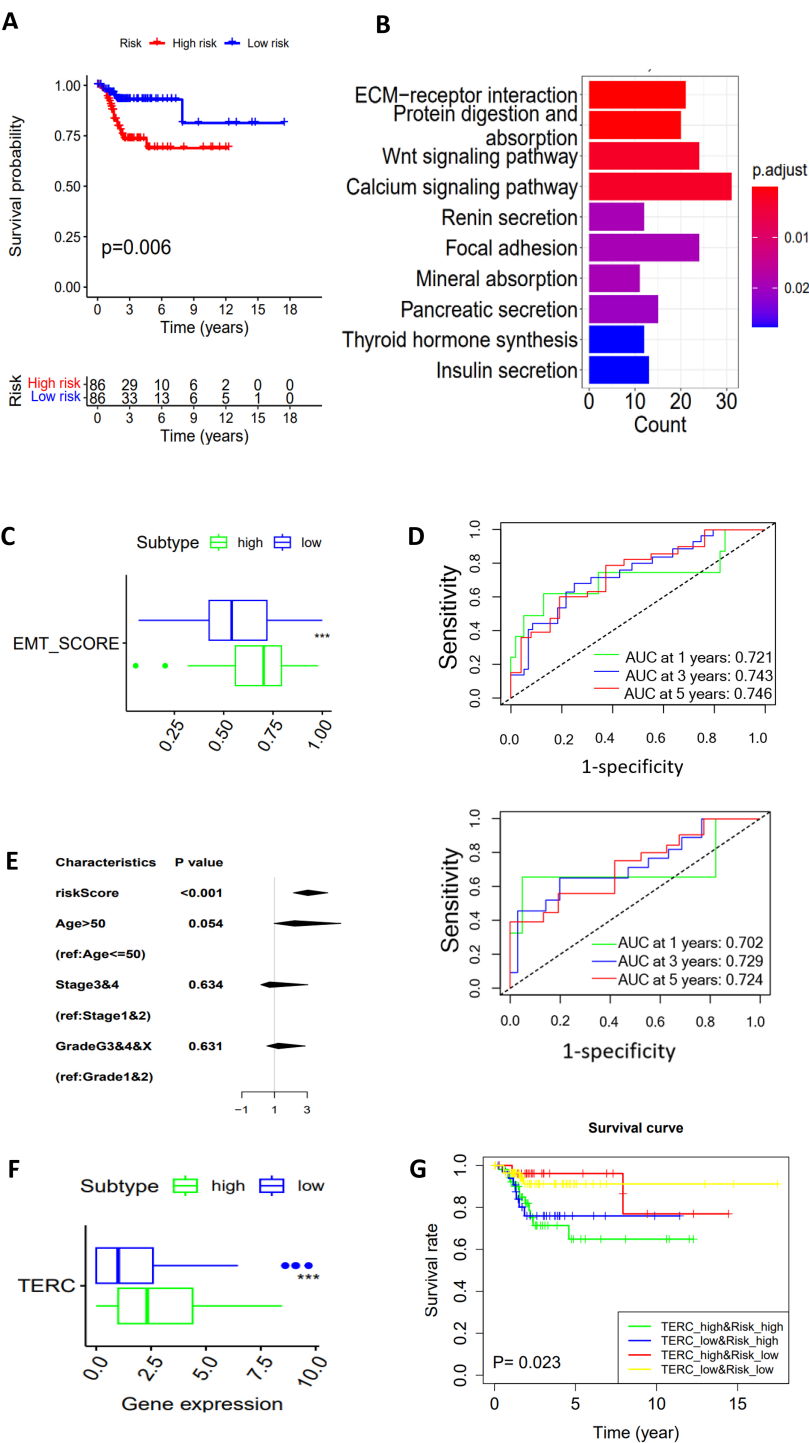 A
Risk High risk Low risk
Survival probability
1.00
0.75
0.50
0.25
0.00
p=0.006
0 3 6 9 12 15 18
Time (years)
Risk
High risk 86 29 10 6 2 0 0
Low risk 86 33 13 6 5 1 0
0 3 6 9 12 15 18
Time (years)
B
ECM−receptor interaction
Protein digestion and
absorption
Wnt signaling pathway
Calcium signaling pathway
Renin secretion
Focal adhesion
Mineral absorption
Pancreatic secretion
Thyroid hormone synthesis
Insulin secretion
0 10 20 30
Count
p.adjust
0.01
0.02
C
Subtype high low
EMT_SCORE
***
0.25 0.50 0.75 1.00
D
Sensitivity
1.0
0.8
0.6
0.4
0.2
0.0
AUC at 1 years: 0.721
AUC at 3 years: 0.743
AUC at 5 years: 0.746
0.0 0.2 0.4 0.6 0.8 1.0
1-specificity
Sensitivity
1.0
0.8
0.6
0.4
0.2
0.0
AUC at 1 years: 0.702
AUC at 3 years: 0.729
AUC at 5 years: 0.724
0.0 0.2 0.4 0.6 0.8 1.0
1-specificity
E
Characteristics P value
riskScore <0.001
Age>50 0.054
(ref:Age<=50)
Stage3&4 0.634
(ref:Stage1&2)
GradeG3&4&X 0.631
(ref:Grade1&2)
−1 1 3
F
Subtype high low
TERC
***
0.0 2.5 5.0 7.5 10.0
Gene expression
G
Survival curve
Survival rate
1.0
0.8
0.6
0.4
0.2
0.0
P= 0.023
TERC_high&Risk_high
TERC_low&Risk_high
TERC_high&Risk_low
TERC_low&Risk_low
0 5 10 15
Time (year)